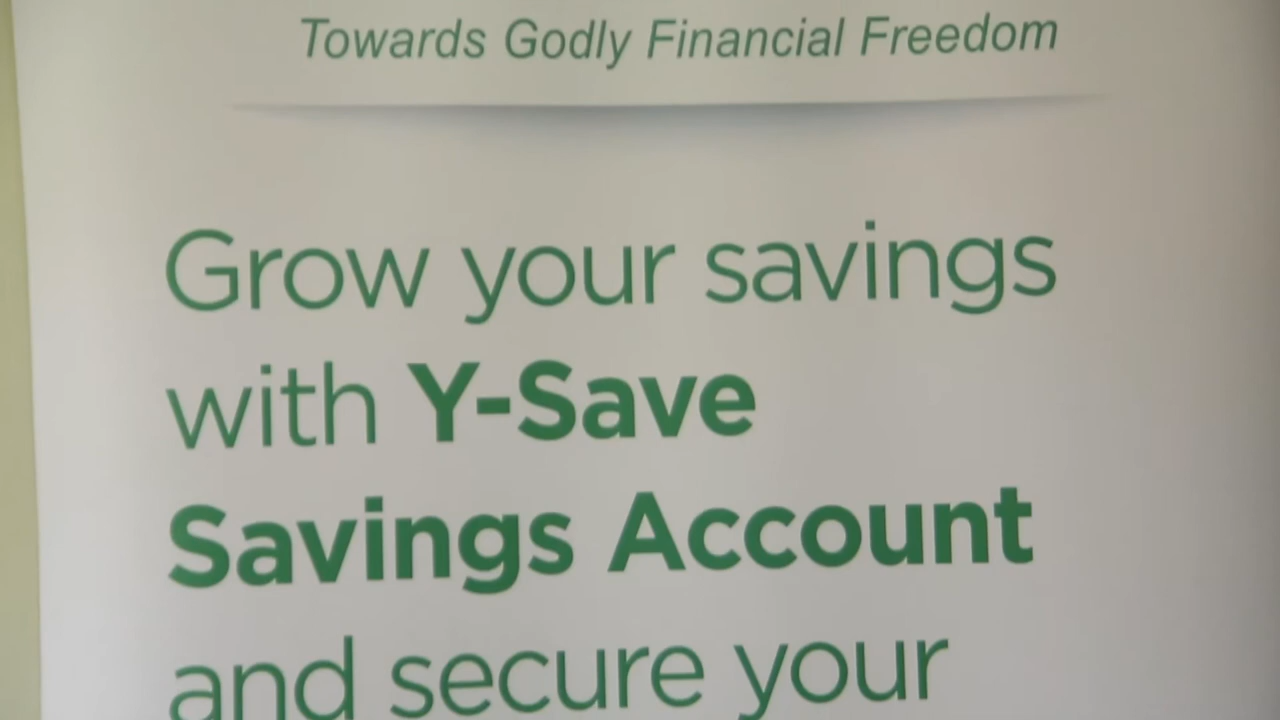 Towards Godly Financial Freedom
Grow your savings
with Y-Save
Savings Account
and secure your